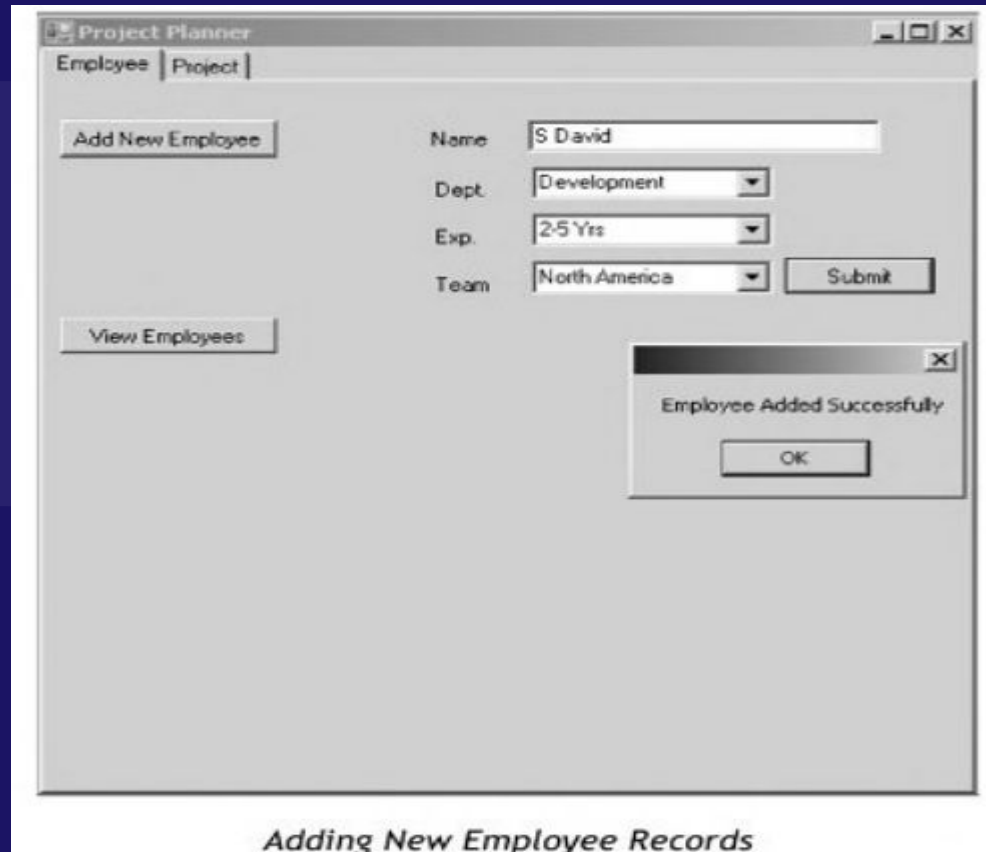 Project Planner
Employee Project
Add New Employee
Name S David
Dept. Development
Exp. 2-5 Yrs
Team North America Submit
View Employees
Employee Added Successfully
OK
Adding New Employee Records